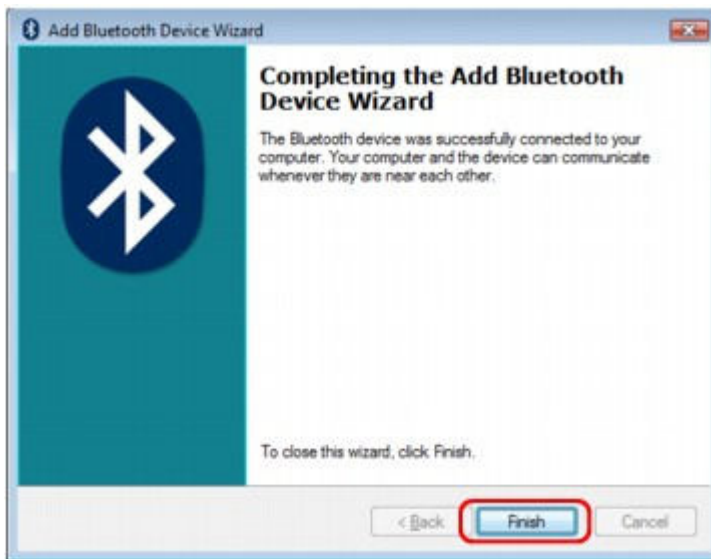 Add Bluetooth Device Wizard
Completing the Add Bluetooth
Device Wizard
The Bluetooth device was successfully connected to your
computer. Your computer and the device can communicate
whenever they are near each other.
To close this wizard, click Finish.
< Back Finish Cancel